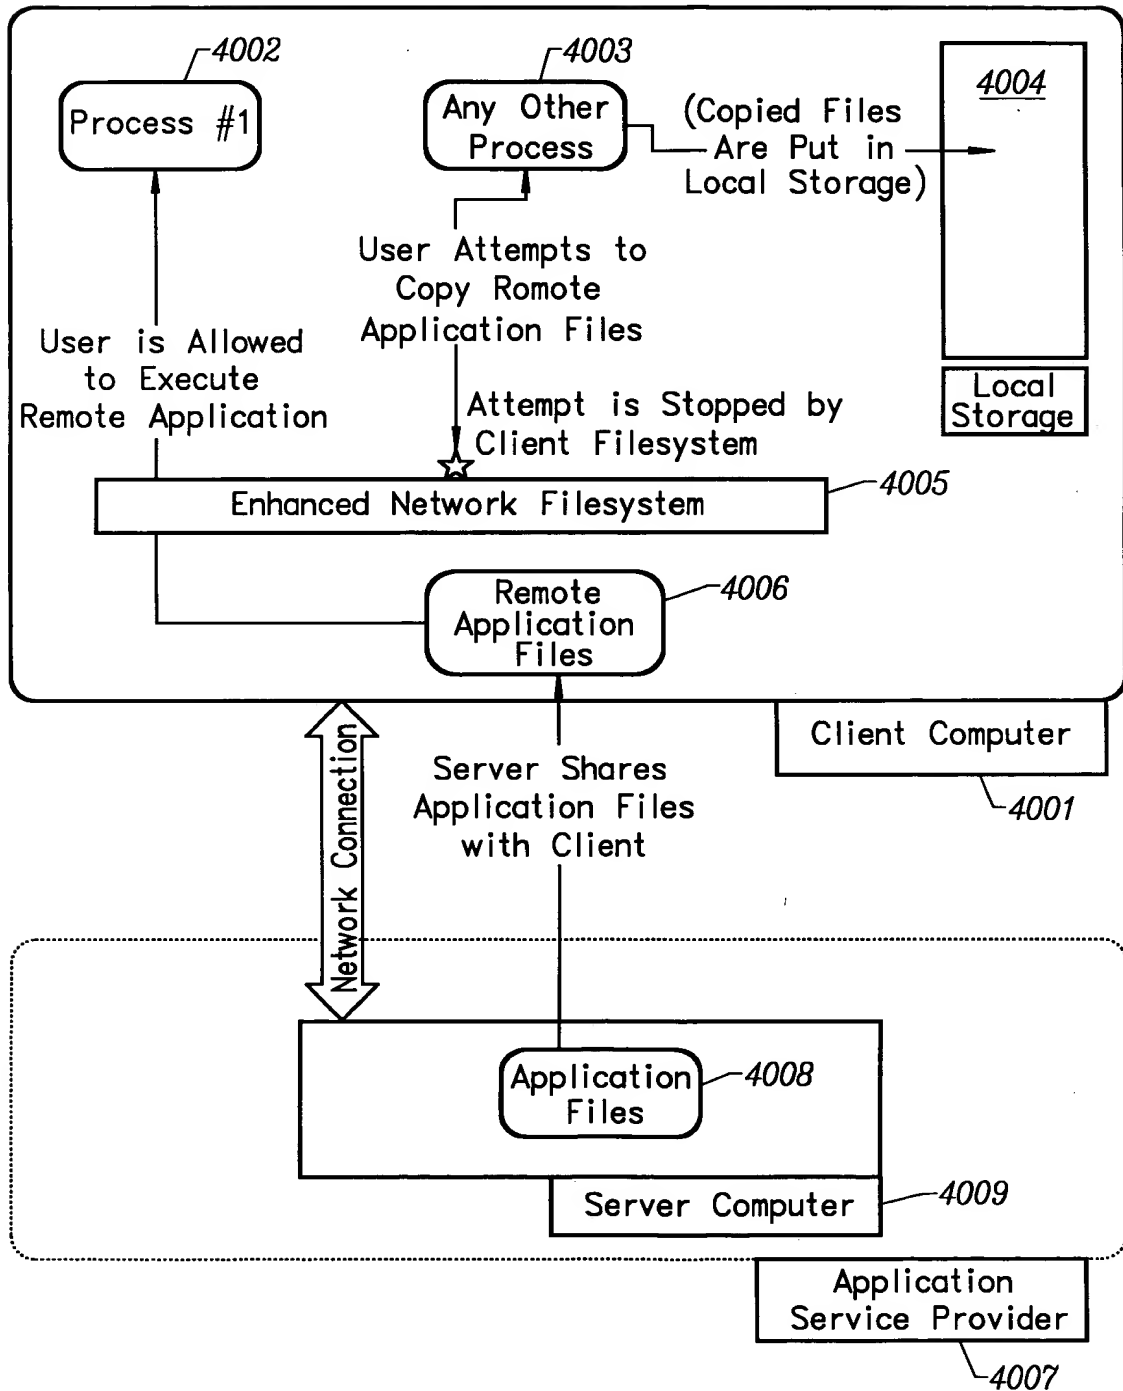 4002
4003
4004
Process #1
Any Other
Process
(Copied Files
Are Put in
Local Storage)
User Attempts to
Copy Romote
Application Files
User is Allowed
to Execute
Remote Application
Local
Storage
Attempt is Stopped by
Client Filesystem
4005
Enhanced Network Filesystem
Remote
Application
Files
4006
Client Computer
4001
Network Connection
Server Shares
Application Files
with Client
Application
Files
4008
Server Computer
4009
Application
Service Provider
4007